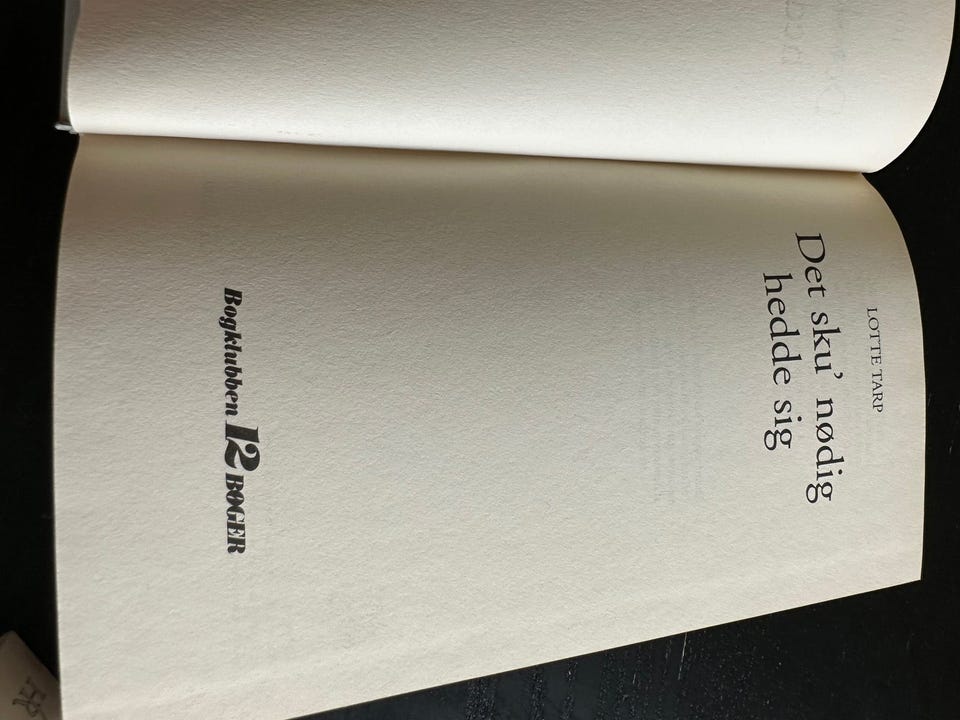 LOTTE TARP
Det sku’ nødig
hedde sig
Bogklubben 12 BØGER